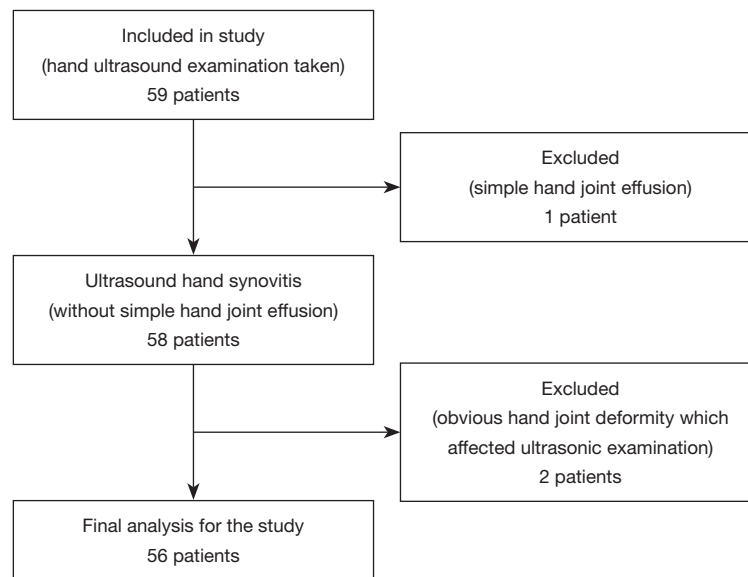 Included in study
(hand ultrasound examination taken)
59 patients
Excluded
(simple hand joint effusion)
1 patient
Ultrasound hand synovitis
(without simple hand joint effusion)
58 patients
Excluded
(obvious hand joint deformity which
affected ultrasonic examination)
2 patients
Final analysis for the study
56 patients